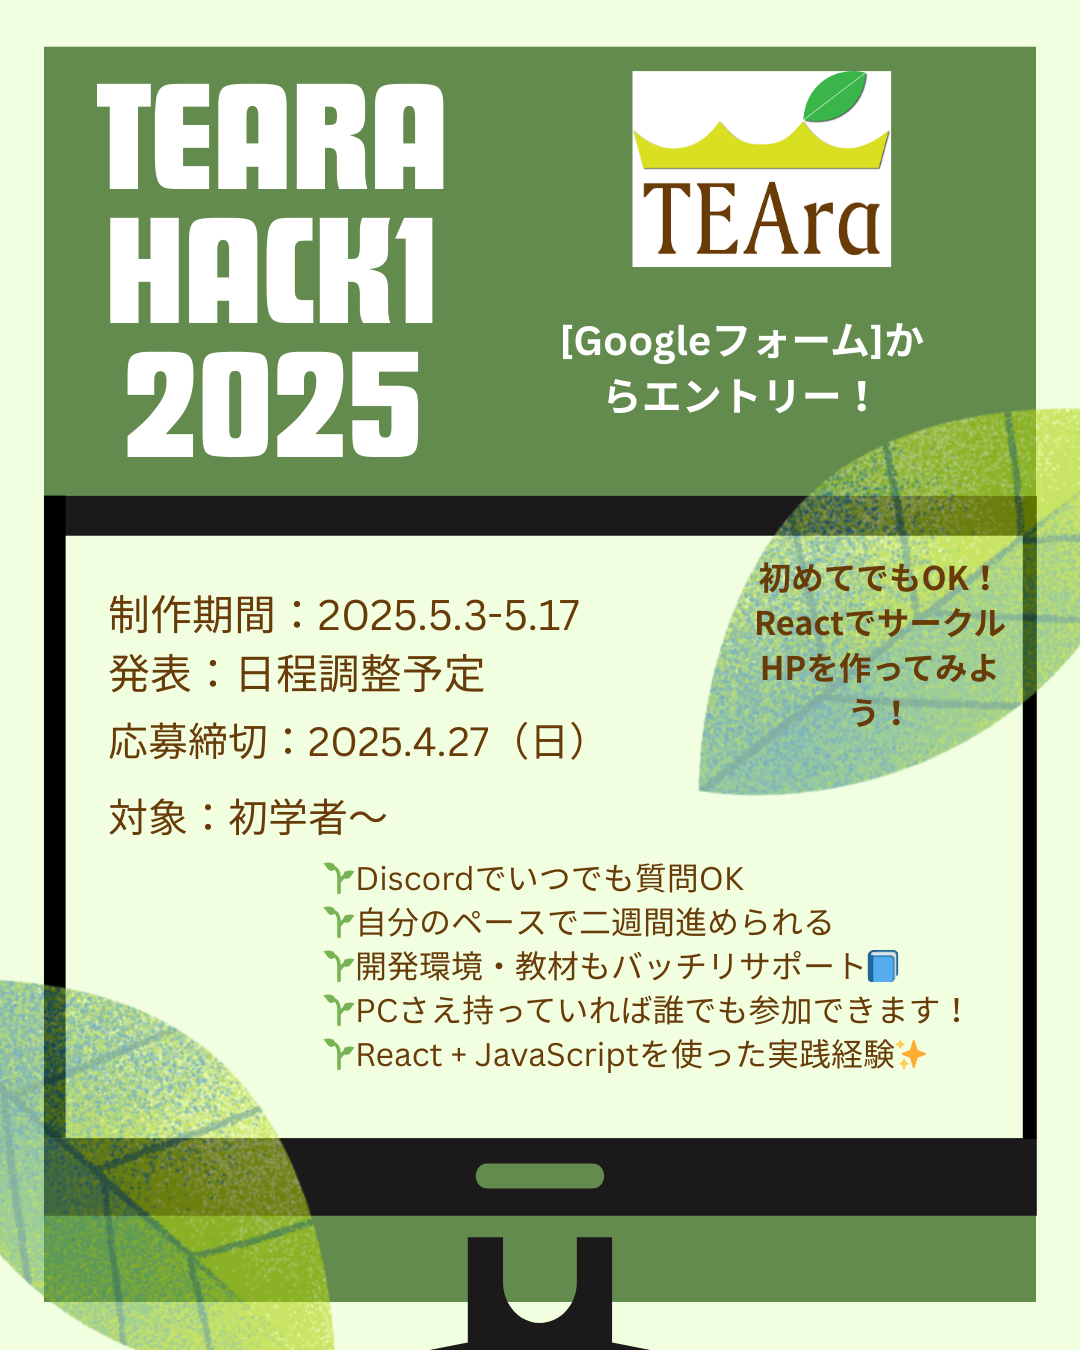 TEARA
HACK1
2025
TEAra
[Googleフォーム]か
らエントリー！
初めてでもOK！
Reactでサークル
HPを作ってみよ
う！
制作期間：2025.5.3-5.17
発表：日程調整予定
応募締切：2025.4.27（日）
対象：初学者〜
🌱Discordでいつでも質問OK
🌱自分のペースで二週間進められる
🌱開発環境・教材もバッチリサポート📘
🌱PCさえ持っていれば誰でも参加できます！
🌱React + JavaScriptを使った実践経験✨